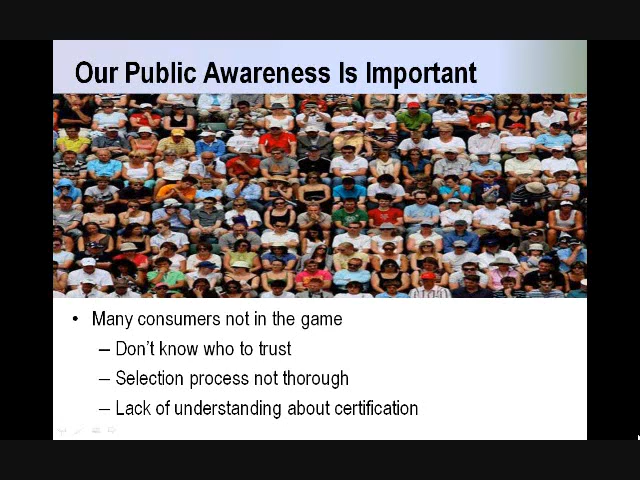 Our Public Awareness Is Important
• Many consumers not in the game
– Don't know who to trust
– Selection process not thorough
– Lack of understanding about certification